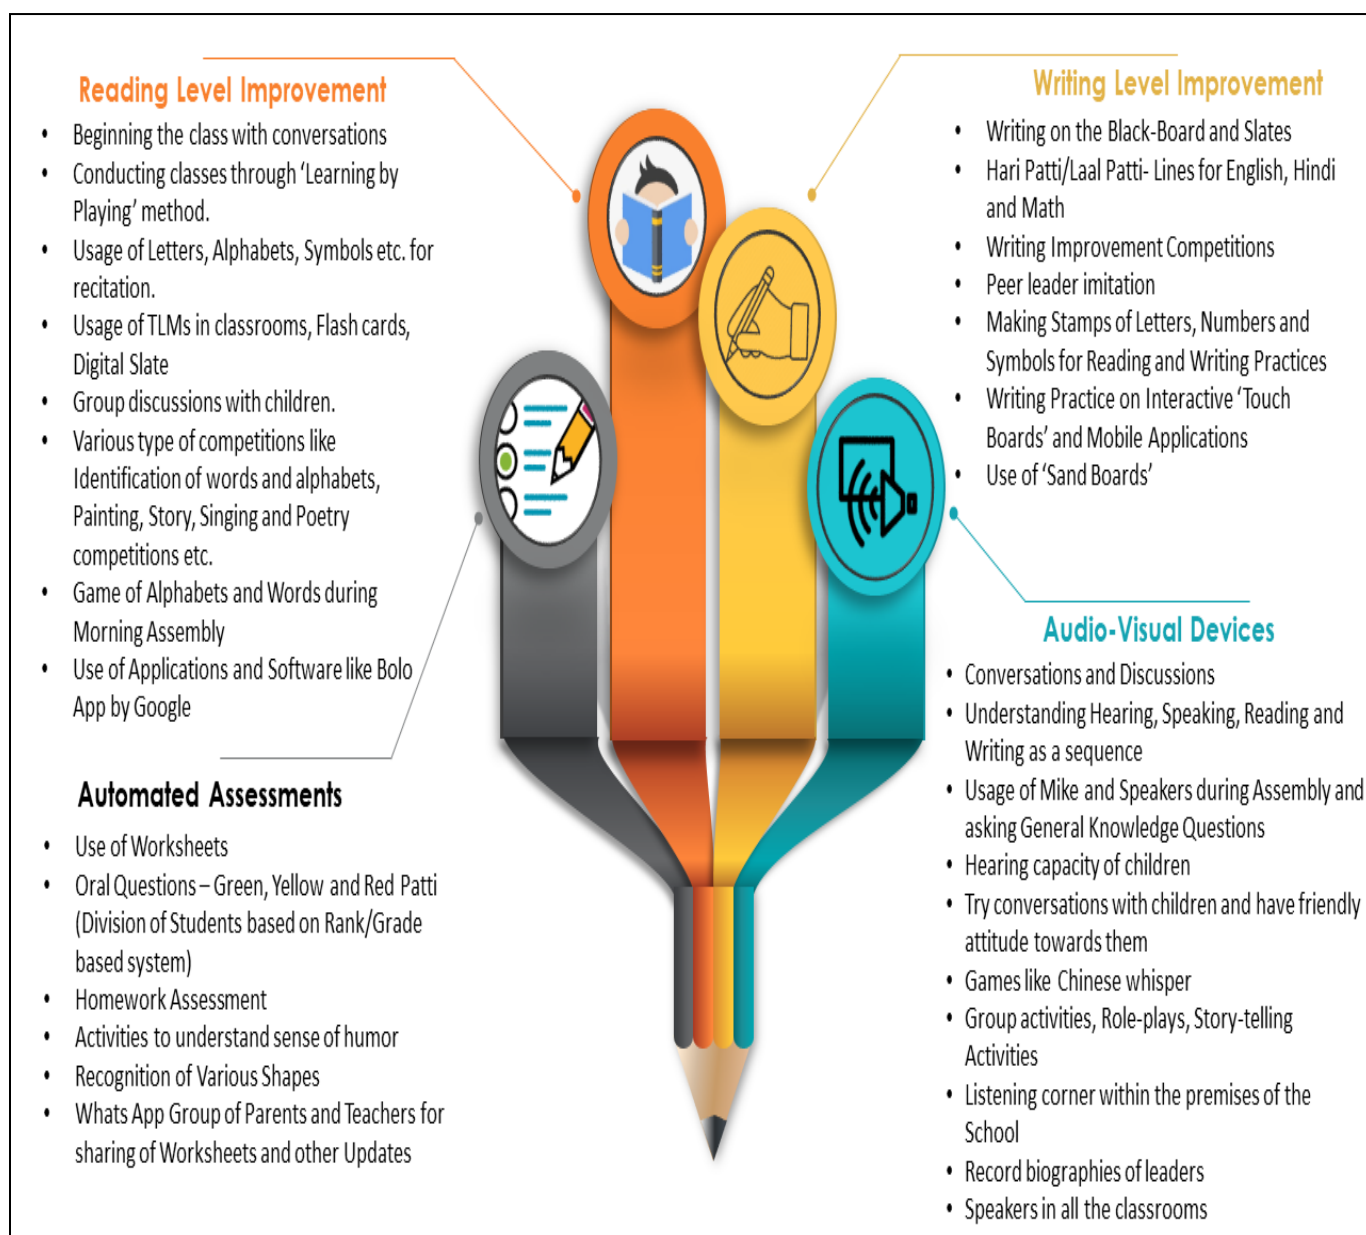 Reading Level Improvement
• Beginning the class with conversations
• Conducting classes through ‘Learning by
Playing’ method.
• Usage of Letters, Alphabets, Symbols etc. for
recitation.
• Usage of TLMs in classrooms, Flash cards,
Digital Slate
• Group discussions with children.
• Various type of competitions like
Identification of words and alphabets,
Painting, Story, Singing and Poetry
competitions etc.
• Game of Alphabets and Words during
Morning Assembly
• Use of Applications and Software like Bolo
App by Google
Automated Assessments
• Use of Worksheets
• Oral Questions – Green, Yellow and Red Patti
(Division of Students based on Rank/Grade
based system)
• Homework Assessment
• Activities to understand sense of humor
• Recognition of Various Shapes
• Whats App Group of Parents and Teachers for
sharing of Worksheets and other Updates
Writing Level Improvement
• Writing on the Black-Board and Slates
• Hari Patti/Laal Patti- Lines for English, Hindi
and Math
• Writing Improvement Competitions
• Peer leader imitation
• Making Stamps of Letters, Numbers and
Symbols for Reading and Writing Practices
• Writing Practice on Interactive ‘Touch
Boards’ and Mobile Applications
• Use of ‘Sand Boards’
Audio-Visual Devices
• Conversations and Discussions
• Understanding Hearing, Speaking, Reading and
Writing as a sequence
• Usage of Mike and Speakers during Assembly and
asking General Knowledge Questions
• Hearing capacity of children
• Try conversations with children and have friendly
attitude towards them
• Games like Chinese whisper
• Group activities, Role-plays, Story-telling
Activities
• Listening corner within the premises of the
School
• Record biographies of leaders
• Speakers in all the classrooms